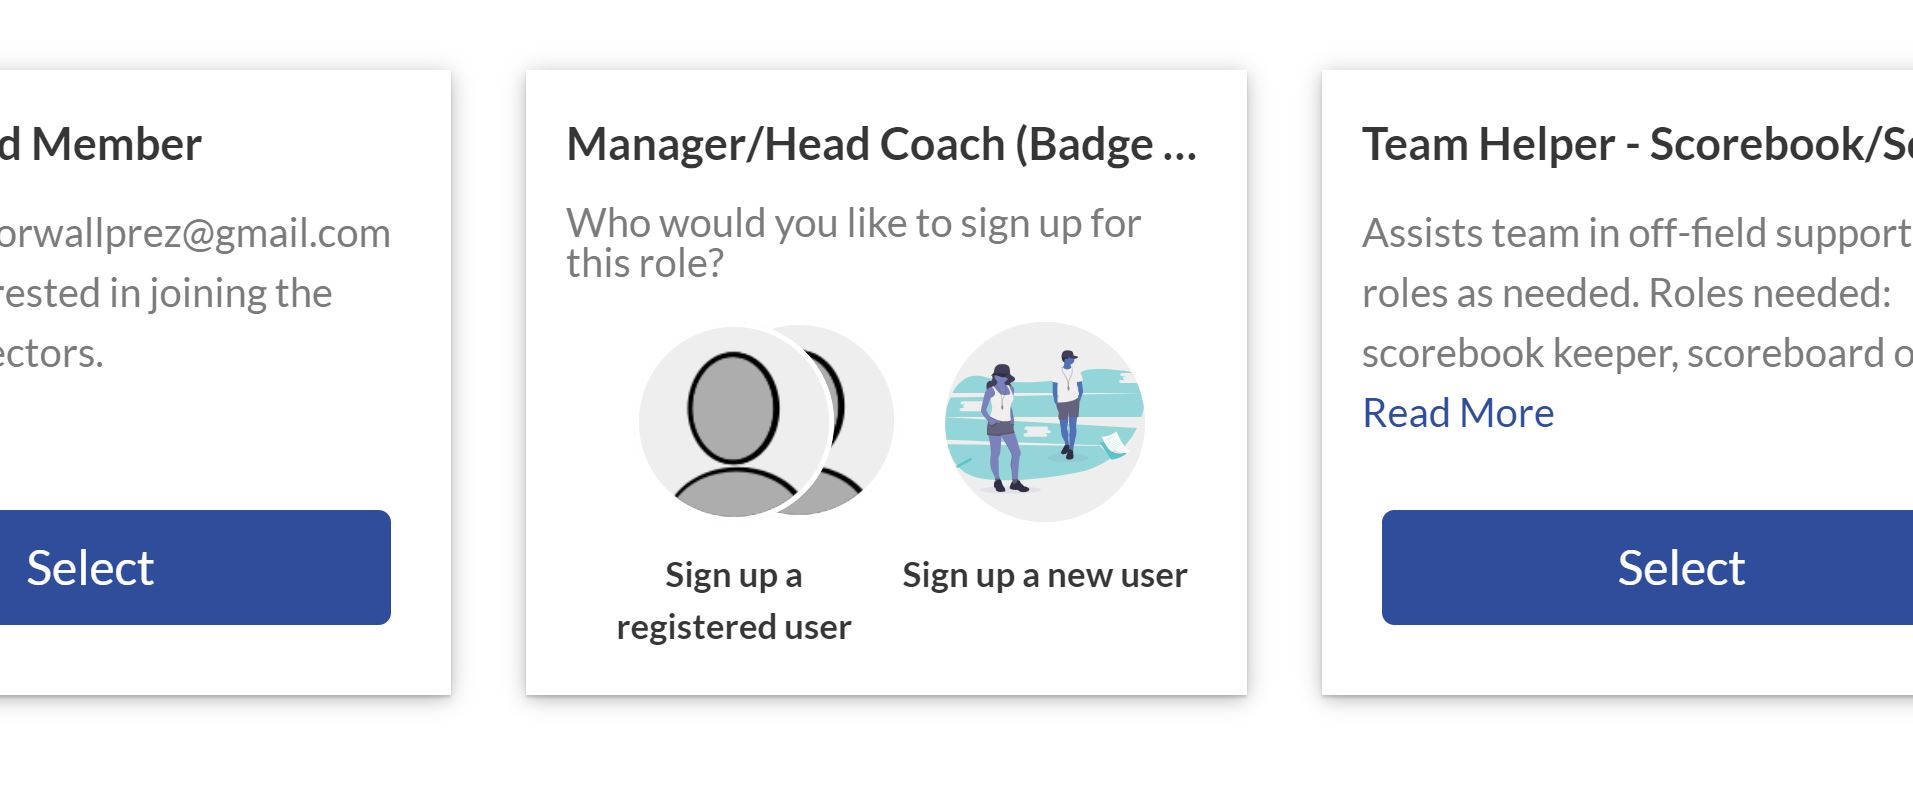 d Member
orwallprez@gmail.com
rested in joining the
ectors.
Select
Manager/Head Coach (Badge ...
Who would you like to sign up for
this role?
Sign up a
registered user
Sign up a new user
Team Helper - Scorebook/Sc
Assists team in off-field support
roles as needed. Roles needed:
scorebook keeper, scoreboard o
Read More
Select